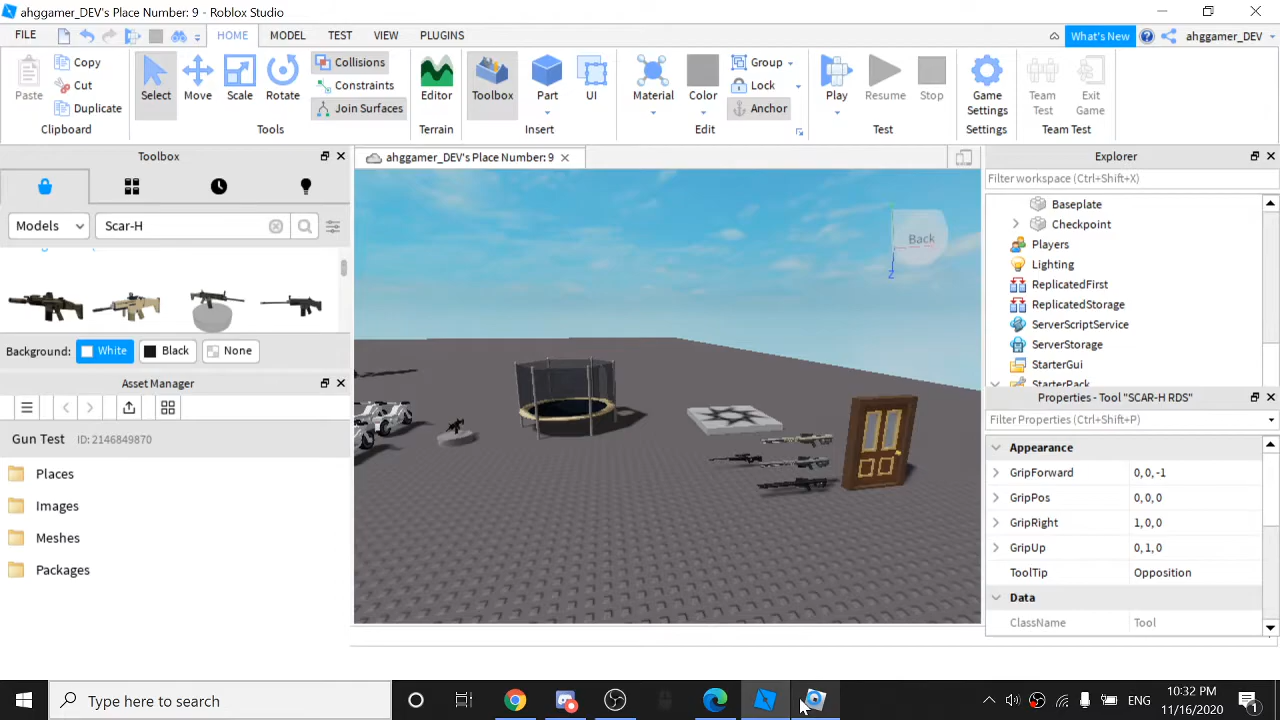 ahggamer_DEV's Place Number: 9 - Roblox Studio
FILE HOME MODEL TEST VIEW PLUGINS What's New ahggamer_DEV
Paste Copy Cut Duplicate Select Move Scale Rotate Collisions Constraints Join Surfaces Editor Toolbox Part UI Material Color Group Lock Anchor Play Resume Stop Game Settings Team Test Exit Game
Clipboard Tools Terrain Insert Edit Test Settings Team Test
Toolbox
Models Scar-H
Background: White Black None
Asset Manager
Gun Test ID: 2146849870
Places
Images
Meshes
Packages
ahggamer_DEV's Place Number: 9
Back
Z
Explorer
Filter workspace (Ctrl+Shift+X)
Baseplate
Checkpoint
Players
Lighting
ReplicatedFirst
ReplicatedStorage
ServerScriptService
ServerStorage
StarterGui
StarterPack
Properties - Tool "SCAR-H RDS"
Filter Properties (Ctrl+Shift+P)
Appearance
GripForward 0, 0, -1
GripPos 0, 0, 0
GripRight 1, 0, 0
GripUp 0, 1, 0
ToolTip Opposition
Data
ClassName Tool
Type here to search
ENG
10:32 PM
11/16/2020
1